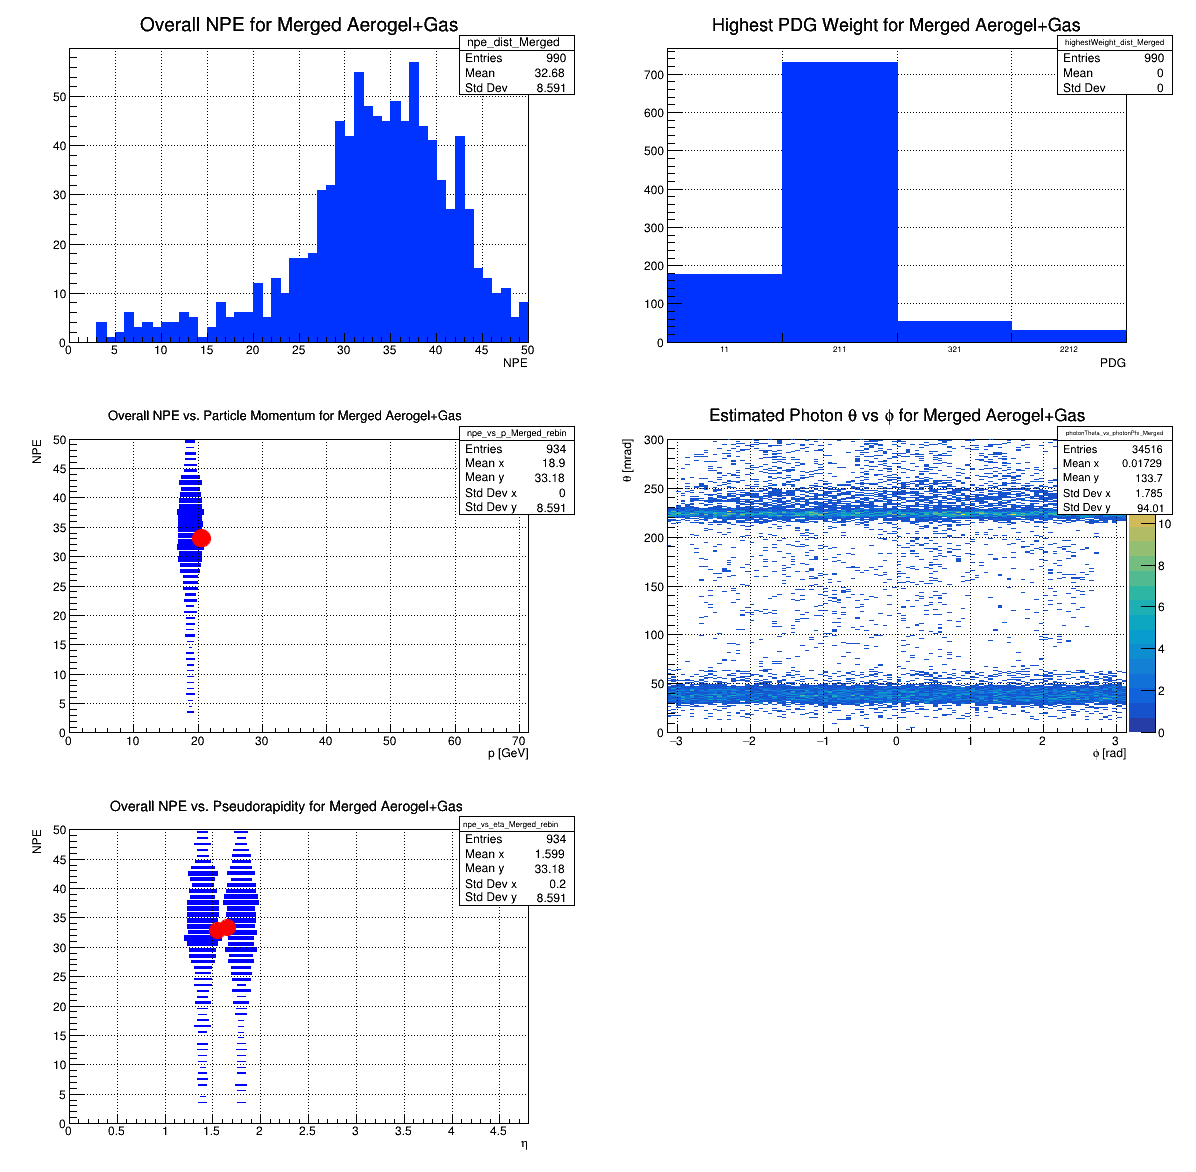 Overall NPE for Merged Aerogel+Gas
npe_dist_Merged
Entries 990
Mean 32.68
Std Dev 8.591
50
40
30
20
10
0
0 5 10 15 20 25 30 35 40 45 50
NPE
Highest PDG Weight for Merged Aerogel+Gas
highestWeight_dist_Merged
Entries 990
Mean 0
Std Dev 0
700
600
500
400
300
200
100
0
11 211 321 2212
PDG
Overall NPE vs. Particle Momentum for Merged Aerogel+Gas
npe_vs_p_Merged_rebin
Entries 934
Mean x 18.9
Mean y 33.18
Std Dev x 0
Std Dev y 8.591
NPE
50
45
40
35
30
25
20
15
10
5
0
0 10 20 30 40 50 60 70
p [GeV]
Estimated Photon θ vs ϕ for Merged Aerogel+Gas
photonTheta_vs_photonPhi_Merged
Entries 34516
Mean x 0.01729
Mean y 133.7
Std Dev x 1.785
Std Dev y 94.01
θ [mrad]
300
250
200
150
100
50
0
−3 −2 −1 0 1 2 3
ϕ [rad]
10
8
6
4
2
0
Overall NPE vs. Pseudorapidity for Merged Aerogel+Gas
npe_vs_eta_Merged_rebin
Entries 934
Mean x 1.599
Mean y 33.18
Std Dev x 0.2
Std Dev y 8.591
NPE
50
45
40
35
30
25
20
15
10
5
0
0 0.5 1 1.5 2 2.5 3 3.5 4 4.5
η